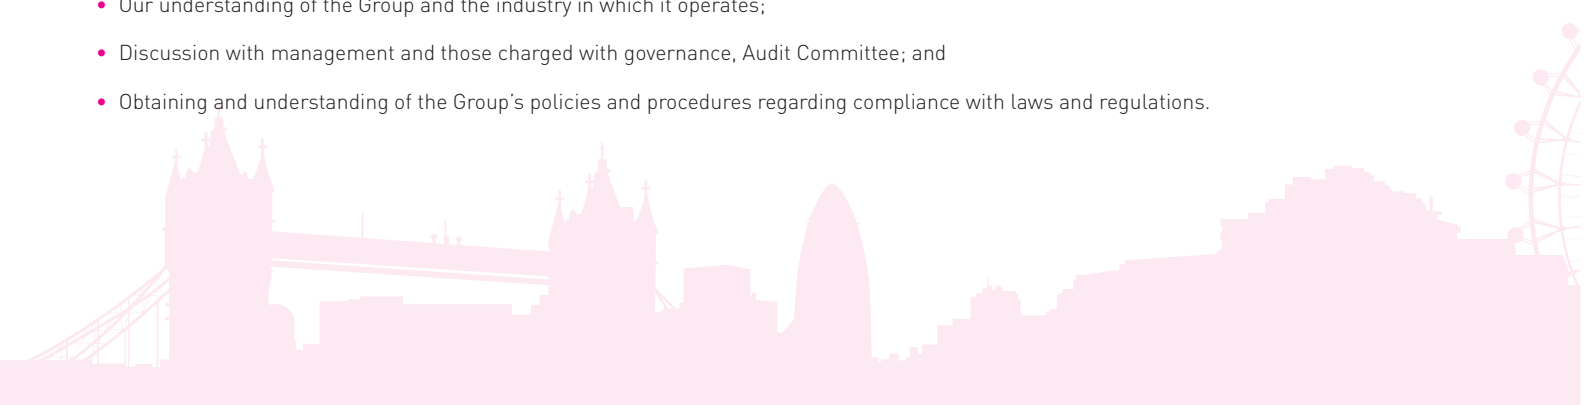 • Our understanding of the Group and the industry in which it operates;
• Discussion with management and those charged with governance, Audit Committee; and
• Obtaining and understanding of the Group’s policies and procedures regarding compliance with laws and regulations.